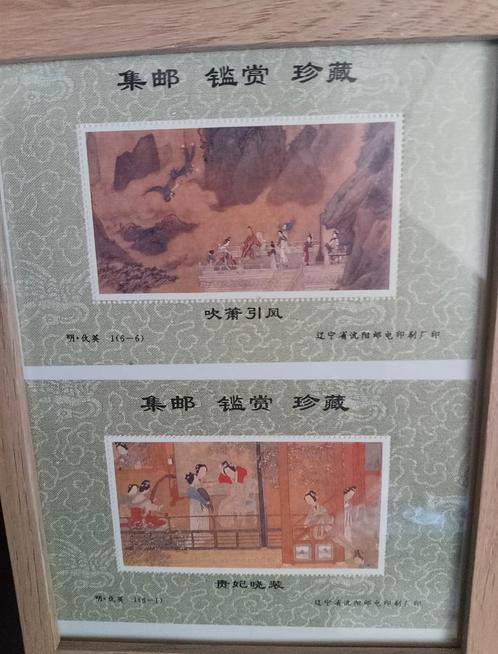 集邮 鉴赏 珍藏
吹萧引凤
明·仇英 1(6-6) 辽宁省沈阳邮电印刷厂印
集邮 鉴赏 珍藏
贵妃晓装
明·仇英 1(6-1) 辽宁省沈阳邮电印刷厂印